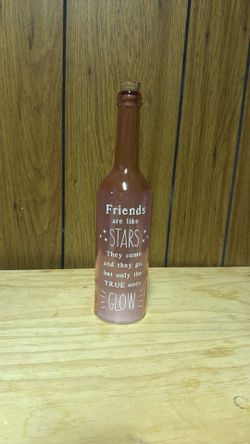 Friends
are like
STARS
They come
and they go,
but only the
TRUE ones
GLOW